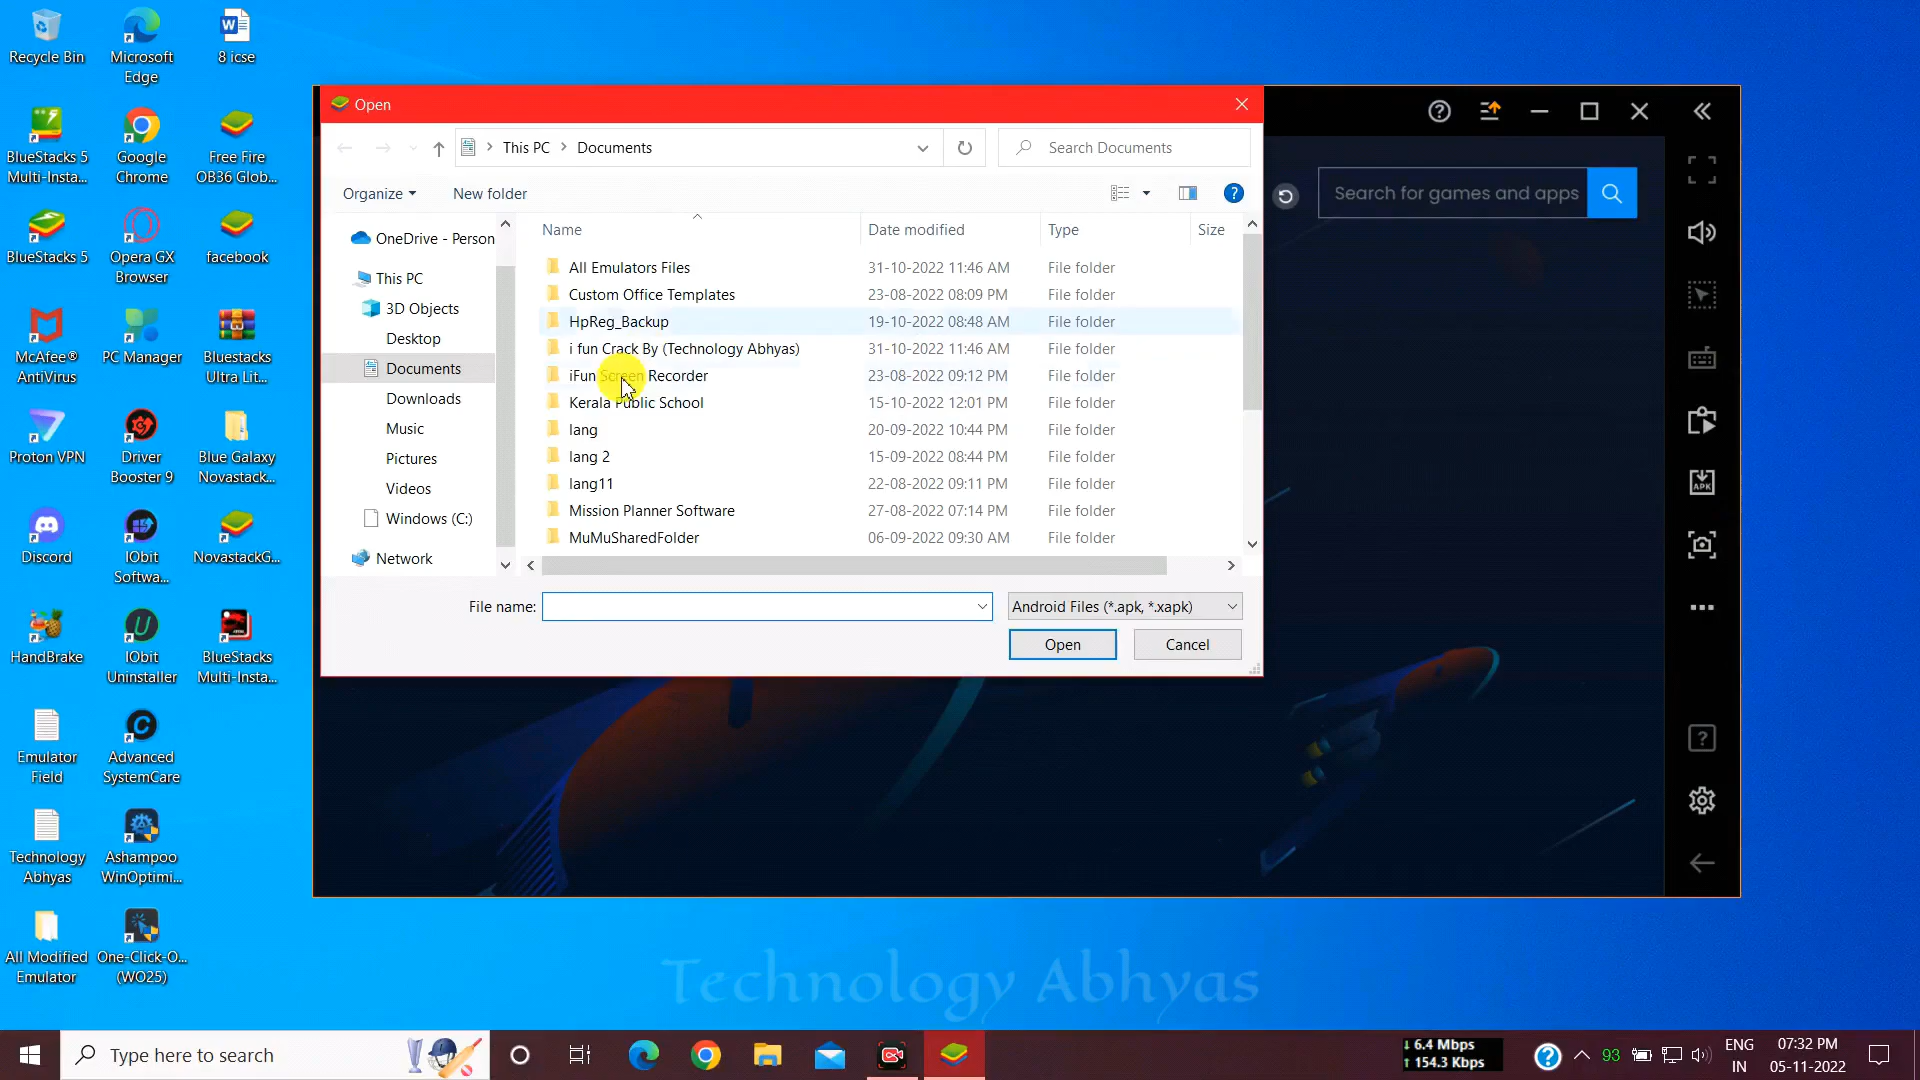 Recycle Bin
Microsoft
Edge
8 icse
BlueStacks 5
Multi-Insta...
Google
Chrome
Free Fire
OB36 Glob...
BlueStacks 5
Opera GX
Browser
facebook
McAfee®
AntiVirus
PC Manager
Bluestacks
Ultra Lit...
Proton VPN
Driver
Booster 9
Blue Galaxy
Novastack...
Discord
IObit
Softwa...
NovastackG...
HandBrake
IObit
Uninstaller
BlueStacks
Multi-Insta...
Emulator
Field
Advanced
SystemCare
Technology
Abhyas
Ashampoo
WinOptimi...
All Modified
Emulator
One-Click-O...
(WO25)
Open
This PC
Documents
Search Documents
Organize
New folder
OneDrive - Person
This PC
3D Objects
Desktop
Documents
Downloads
Music
Pictures
Videos
Windows (C:)
Network
Name Date modified Type Size
All Emulators Files 31-10-2022 11:46 AM File folder
Custom Office Templates 23-08-2022 08:09 PM File folder
HpReg_Backup 19-10-2022 08:48 AM File folder
i fun Crack By (Technology Abhyas) 31-10-2022 11:46 AM File folder
iFun Screen Recorder 23-08-2022 09:12 PM File folder
Kerala Public School 15-10-2022 12:01 PM File folder
lang 20-09-2022 10:44 PM File folder
lang 2 15-09-2022 08:44 PM File folder
lang11 22-08-2022 09:11 PM File folder
Mission Planner Software 27-08-2022 07:14 PM File folder
MuMuSharedFolder 06-09-2022 09:30 AM File folder
File name:
Android Files (*.apk, *.xapk)
Open
Cancel
Search for games and apps
APK
Technology Abhyas
Type here to search
6.4 Mbps
154.3 Kbps
93
ENG
IN
07:32 PM
05-11-2022